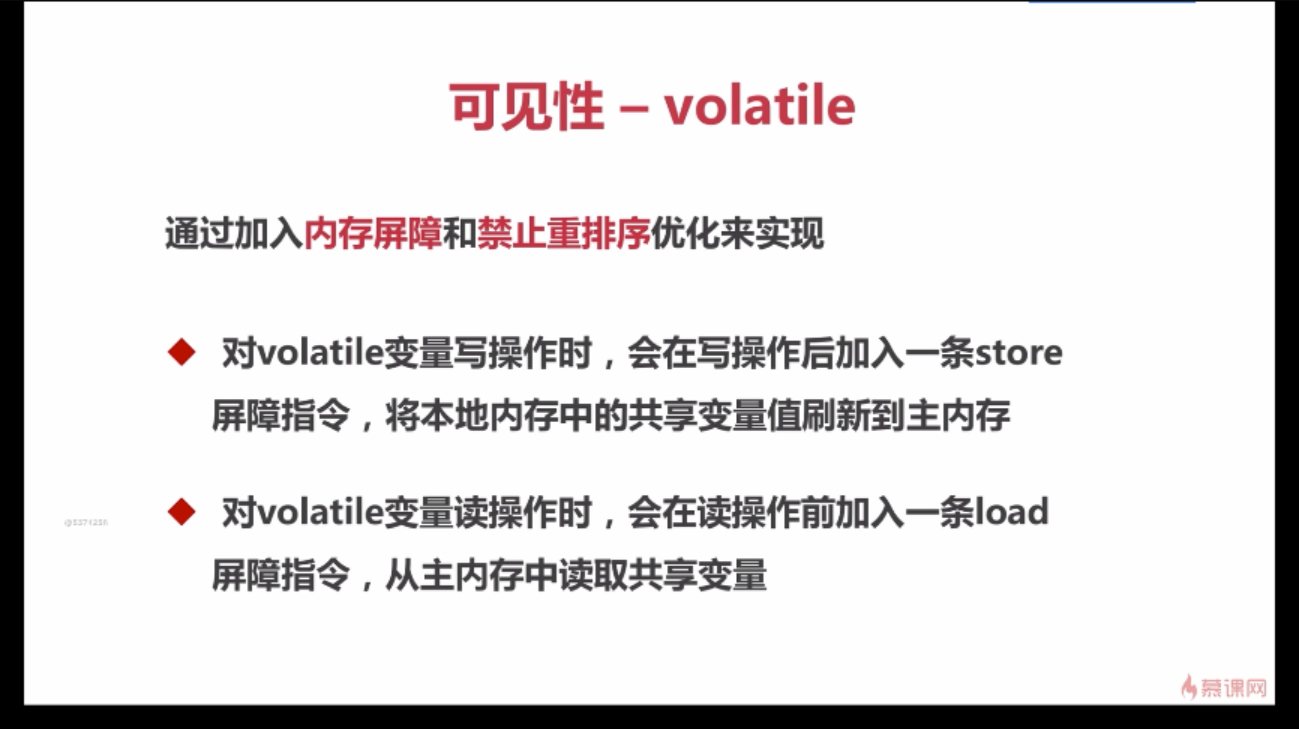 可见性 – volatile
通过加入内存屏障和禁止重排序优化来实现
对volatile变量写操作时，会在写操作后加入一条store
屏障指令，将本地内存中的共享变量值刷新到主内存
对volatile变量读操作时，会在读操作前加入一条load
屏障指令，从主内存中读取共享变量
慕课网